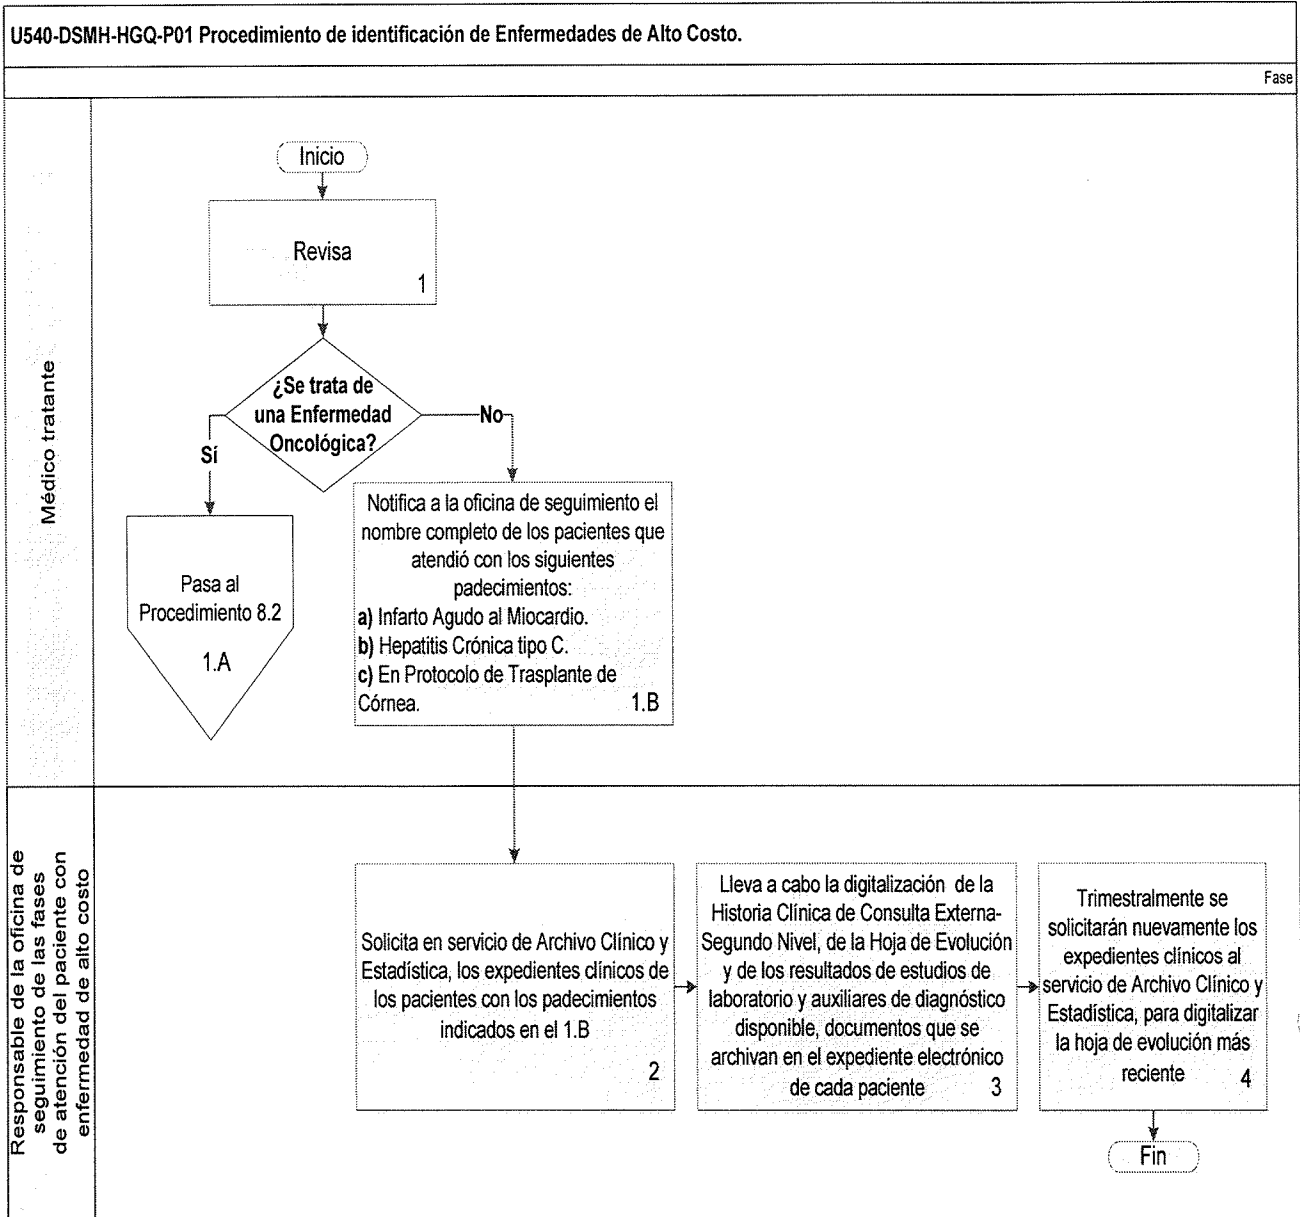 U540-DSMH-HGQ-P01 Procedimiento de identificación de Enfermedades de Alto Costo.
Fase
Médico tratante
Inicio
Revisa
1
¿Se trata de
una Enfermedad
Oncológica?
Sí
No
Pasa al
Procedimiento 8.2
1.A
Notifica a la oficina de seguimiento el
nombre completo de los pacientes que
atendió con los siguientes
padecimientos:
a) Infarto Agudo al Miocardio.
b) Hepatitis Crónica tipo C.
c) En Protocolo de Trasplante de
Córnea.
1.B
Responsable de la oficina de
seguimiento de las fases
de atención del paciente con
enfermedad de alto costo
Solicita en servicio de Archivo Clínico y
Estadística, los expedientes clínicos de
los pacientes con los padecimientos
indicados en el 1.B
2
Lleva a cabo la digitalización de la
Historia Clínica de Consulta Externa-
Segundo Nivel, de la Hoja de Evolución
y de los resultados de estudios de
laboratorio y auxiliares de diagnóstico
disponible, documentos que se
archivan en el expediente electrónico
de cada paciente
3
Trimestralmente se
solicitarán nuevamente los
expedientes clínicos al
servicio de Archivo Clínico y
Estadística, para digitalizar
la hoja de evolución más
reciente
4
Fin